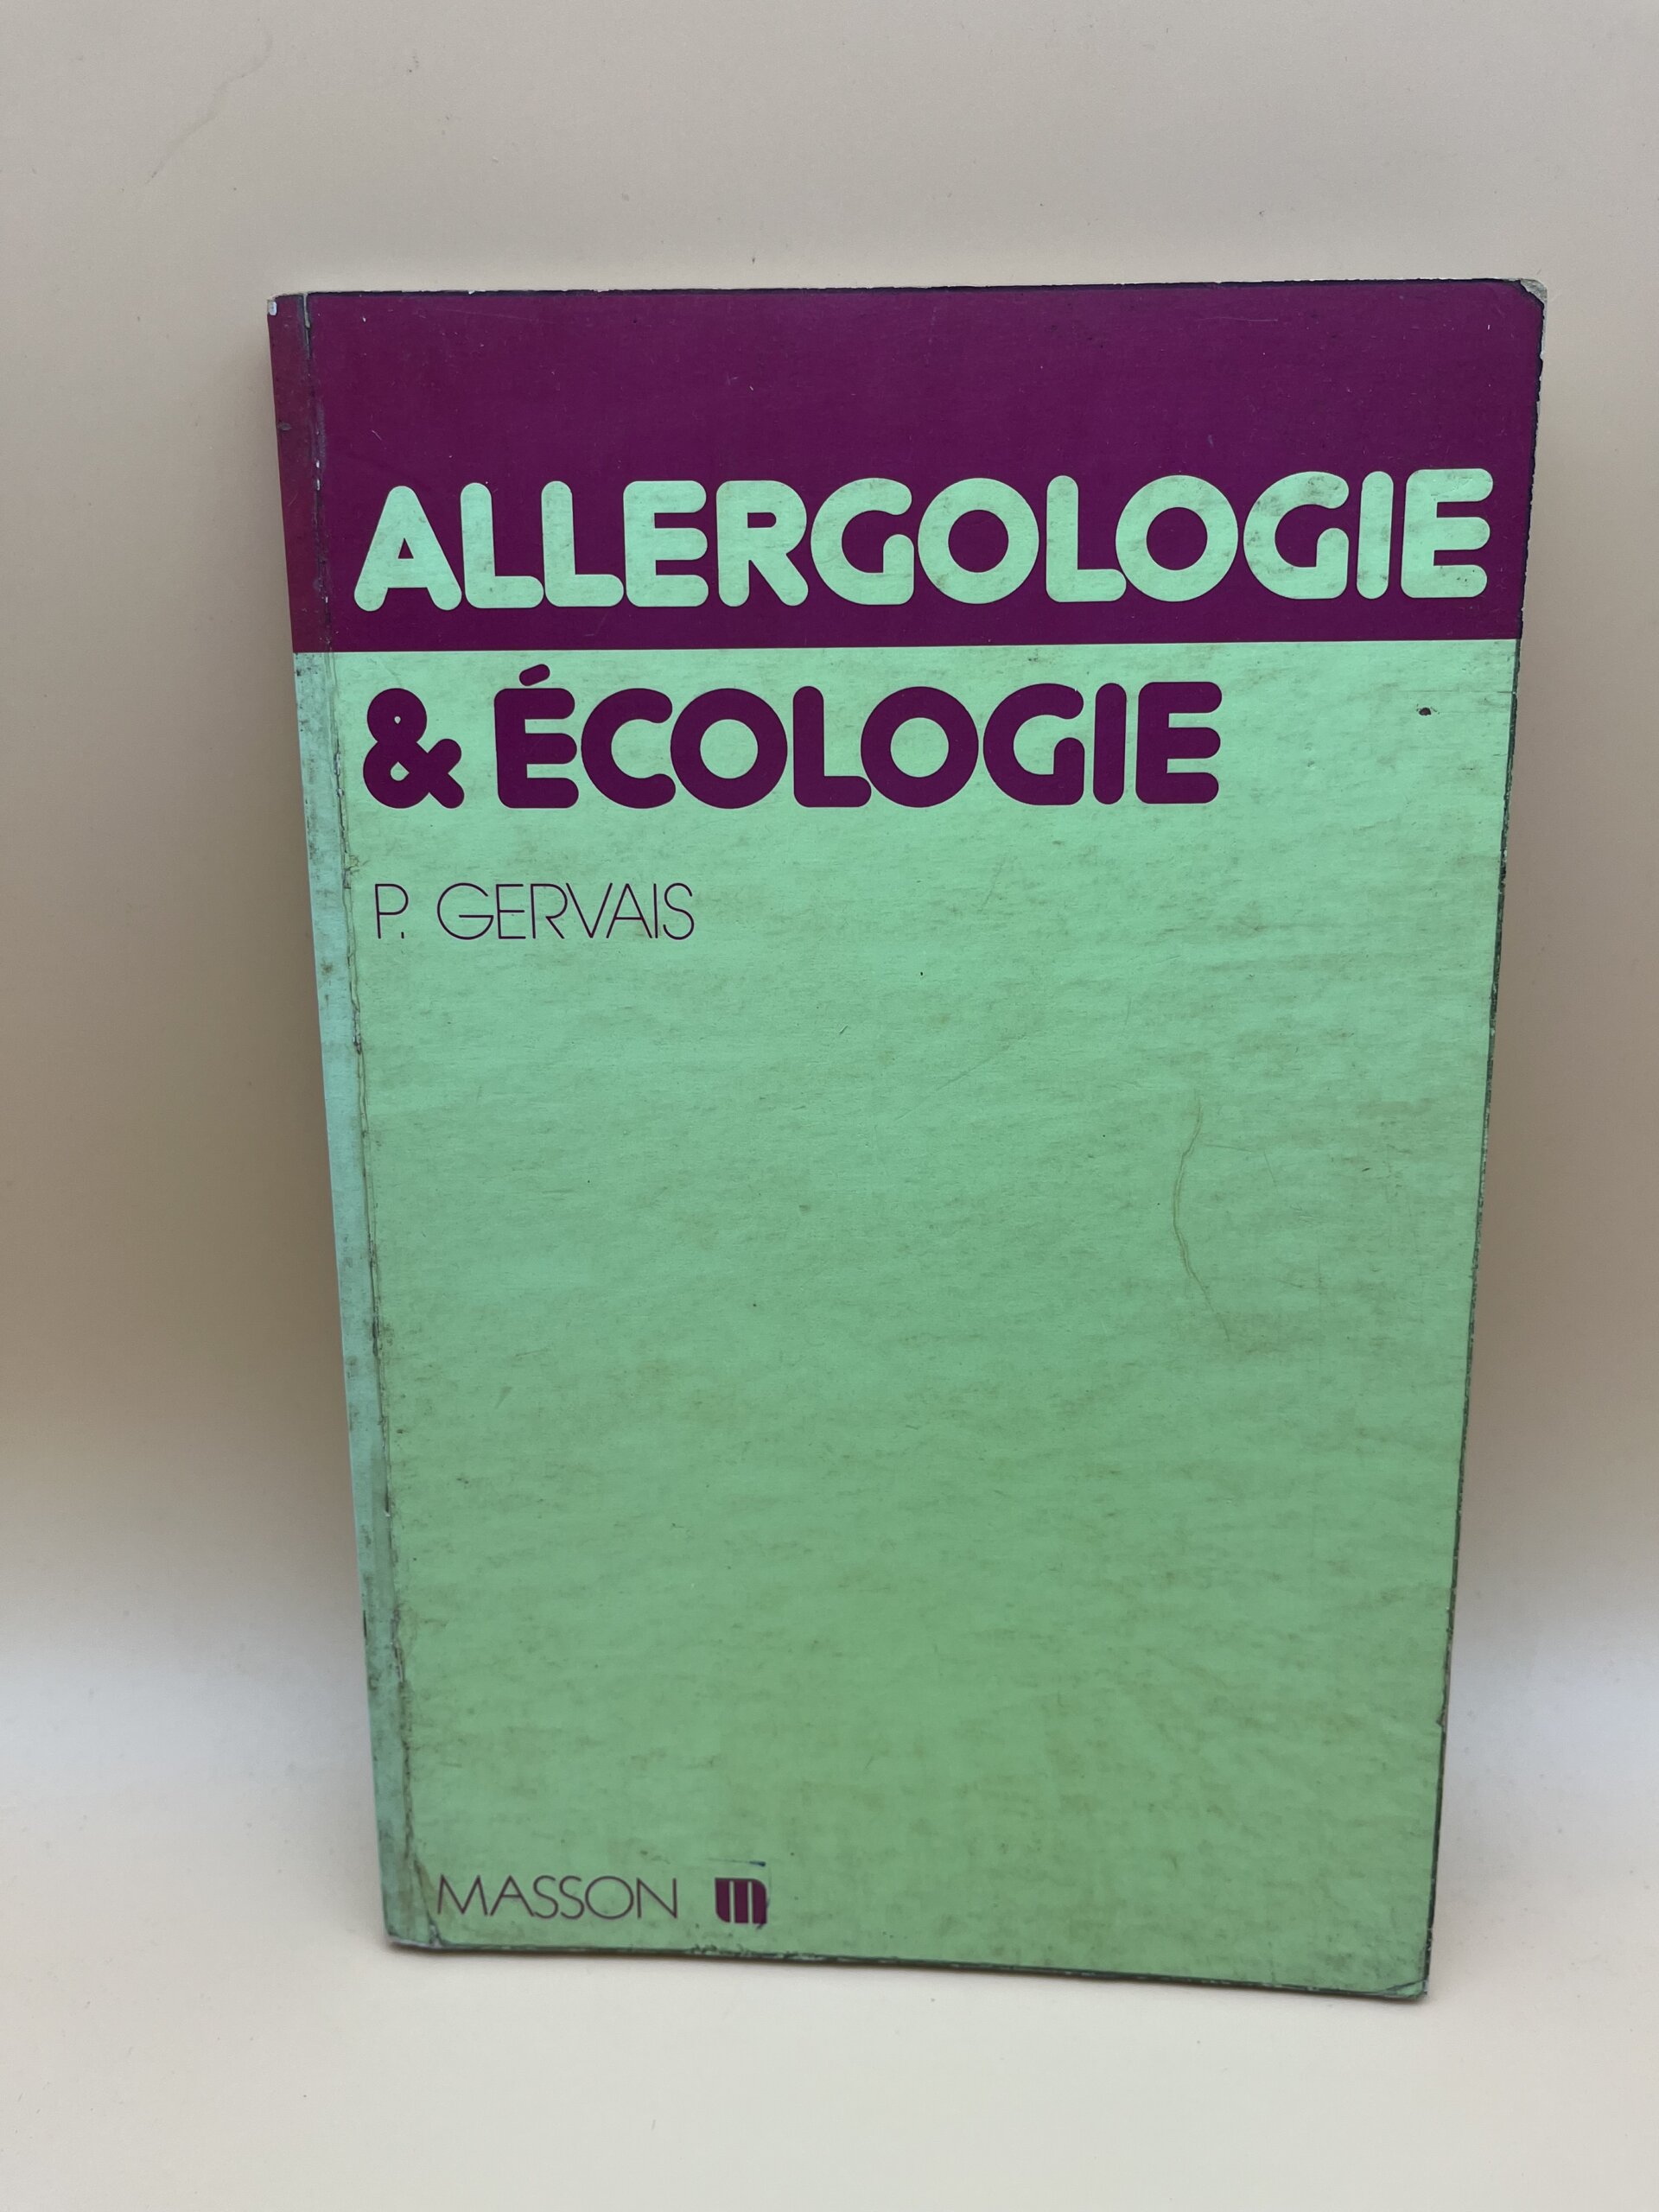 ALLERGOLOGIE
& ÉCOLOGIE
P. GERVAIS
MASSON m